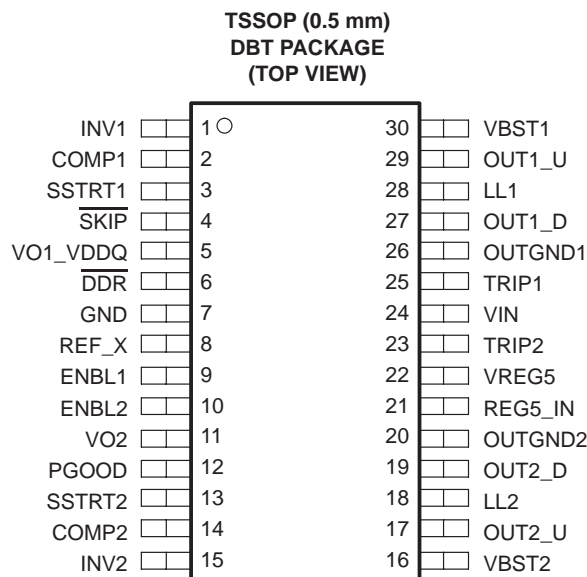 TSSOP (0.5 mm)
DBT PACKAGE
(TOP VIEW)
INV1 1 30 VBST1
COMP1 2 29 OUT1_U
SSTRT1 3 28 LL1
SKIP 4 27 OUT1_D
VO1_VDDQ 5 26 OUTGND1
DDR 6 25 TRIP1
GND 7 24 VIN
REF_X 8 23 TRIP2
ENBL1 9 22 VREG5
ENBL2 10 21 REG5_IN
VO2 11 20 OUTGND2
PGOOD 12 19 OUT2_D
SSTRT2 13 18 LL2
COMP2 14 17 OUT2_U
INV2 15 16 VBST2